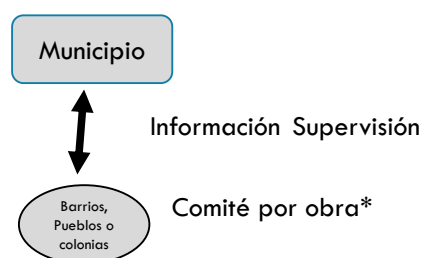 Municipio
Información Supervisión
Comité por obra*
Barrios,
Pueblos o
colonias